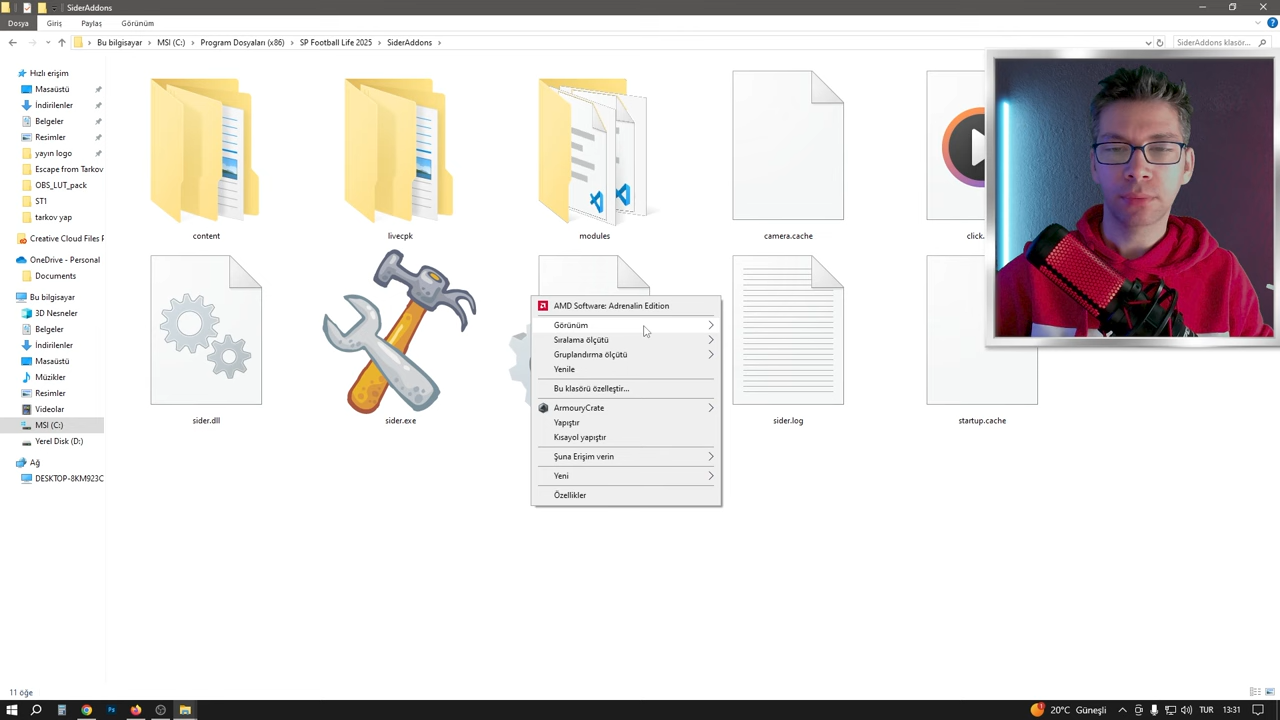 SiderAddons
Dosya Giriş Paylaş Görünüm
Bu bilgisayar > MSI (C:) > Program Dosyaları (x86) > SP Football Life 2025 > SiderAddons >
SiderAddons klasör...
Hızlı erişim
Masaüstü
İndirilenler
Belgeler
Resimler
yayın logo
Escape from Tarkov
OBS_LUT_pack
ST1
tarkov yap
Creative Cloud Files P
OneDrive - Personal
Documents
Bu bilgisayar
3D Nesneler
Belgeler
İndirilenler
Masaüstü
Müzikler
Resimler
Videolar
MSI (C:)
Yerel Disk (D:)
Ağ
DESKTOP-8KM923C
content
livecpk
modules
camera.cache
click.
sider.dll
sider.exe
sider.log
startup.cache
AMD Software: Adrenalin Edition
Görünüm
Sıralama ölçütü
Gruplandırma ölçütü
Yenile
Bu klasörü özelleştir...
ArmouryCrate
Yapıştır
Kısayol yapıştır
Şuna Erişim verin
Yeni
Özellikler
11 öğe
20°C Güneşli
TUR
13:31